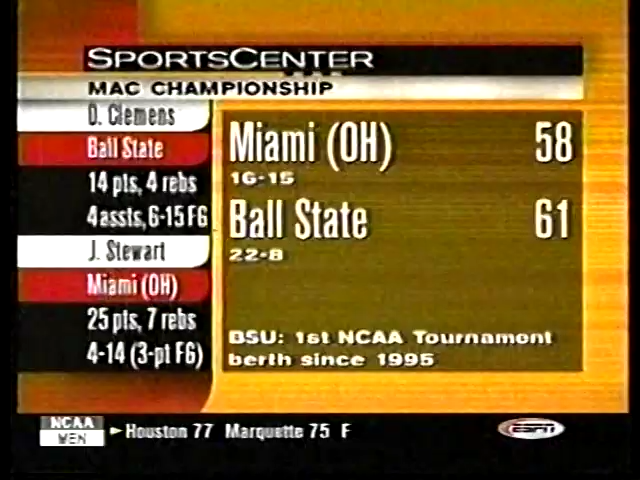 SPORTSCENTER
MAC CHAMPIONSHIP
D. Clemens
Ball State
14 pts, 4 rebs
4 assts, 6-15 FG
J. Stewart
Miami (OH)
25 pts, 7 rebs
4-14 (3-pt FG)
Miami (OH) 58
16-15
Ball State 61
22-8
BSU: 1st NCAA Tournamont
berth since 1995
NCAA
MEN
Houston 77 Marquette 75 F
ESPN